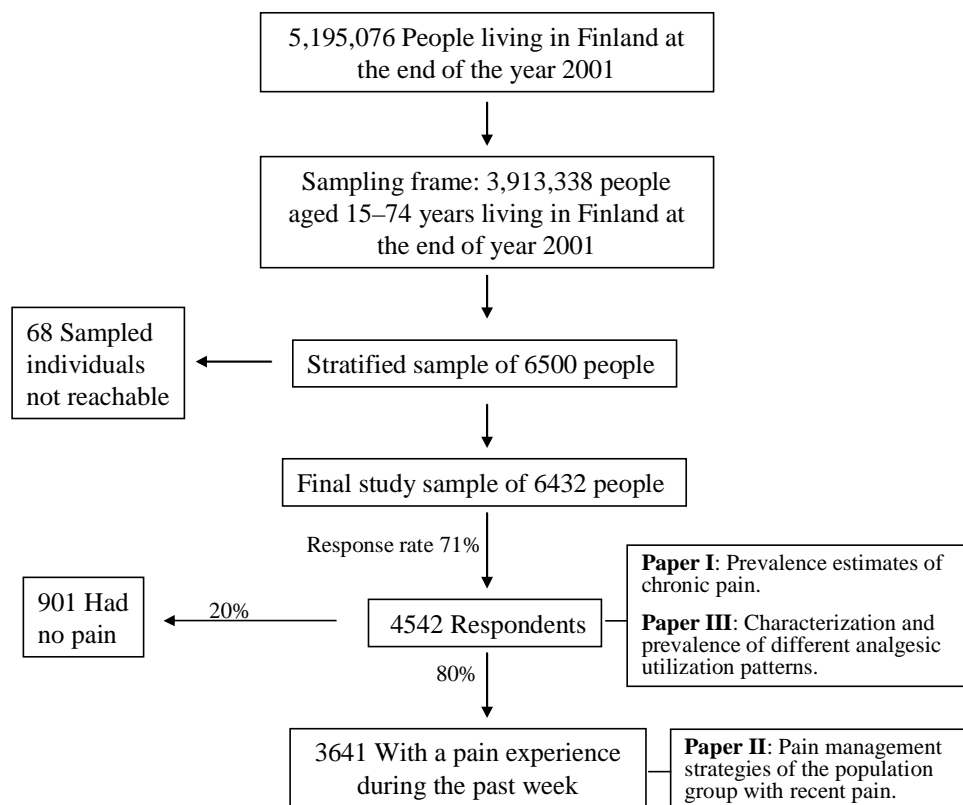 5,195,076 People living in Finland at
the end of the year 2001
Sampling frame: 3,913,338 people
aged 15–74 years living in Finland at
the end of year 2001
68 Sampled
individuals
not reachable
Stratified sample of 6500 people
Final study sample of 6432 people
Response rate 71%
Paper I: Prevalence estimates of
chronic pain.
Paper III: Characterization and
prevalence of different analgesic
utilization patterns.
901 Had
no pain
20%
4542 Respondents
80%
3641 With a pain experience
during the past week
Paper II: Pain management
strategies of the population
group with recent pain.